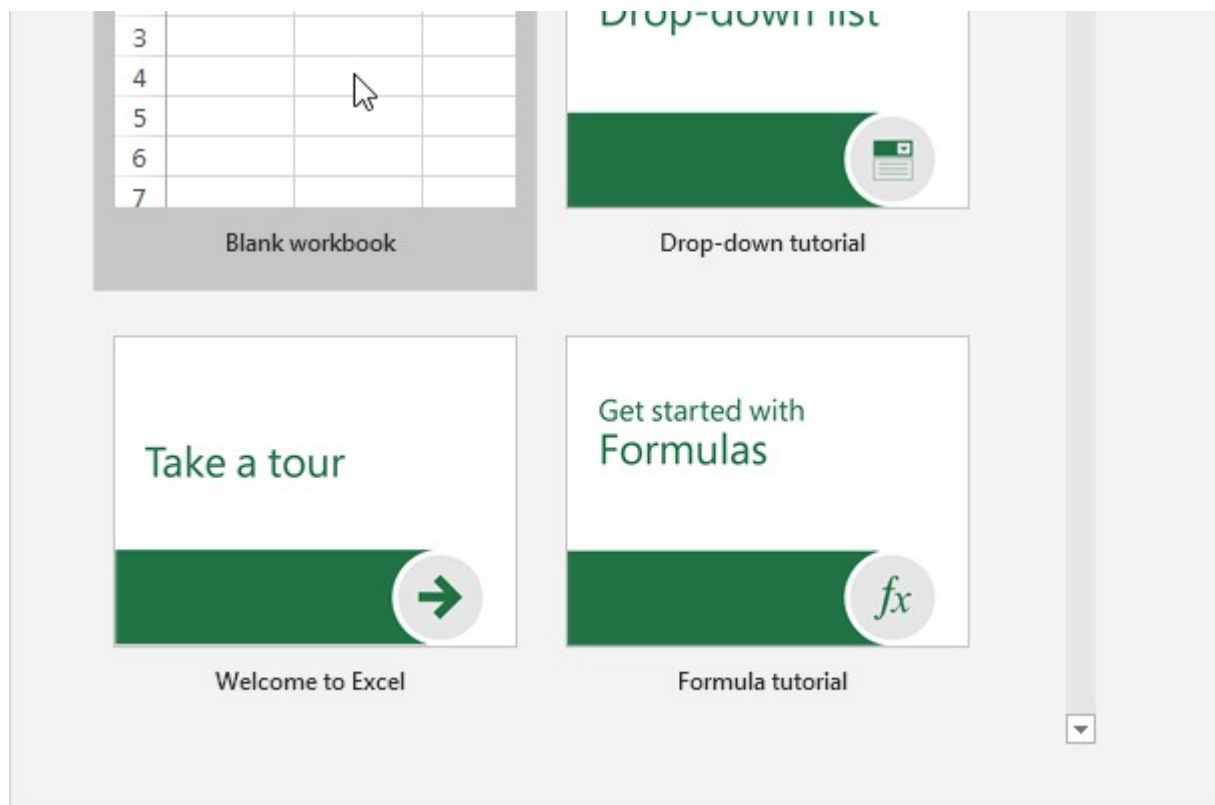 3
4
5
6
7
Drop-down list
Blank workbook
Drop-down tutorial
Take a tour
Get started with
Formulas
fx
Welcome to Excel
Formula tutorial